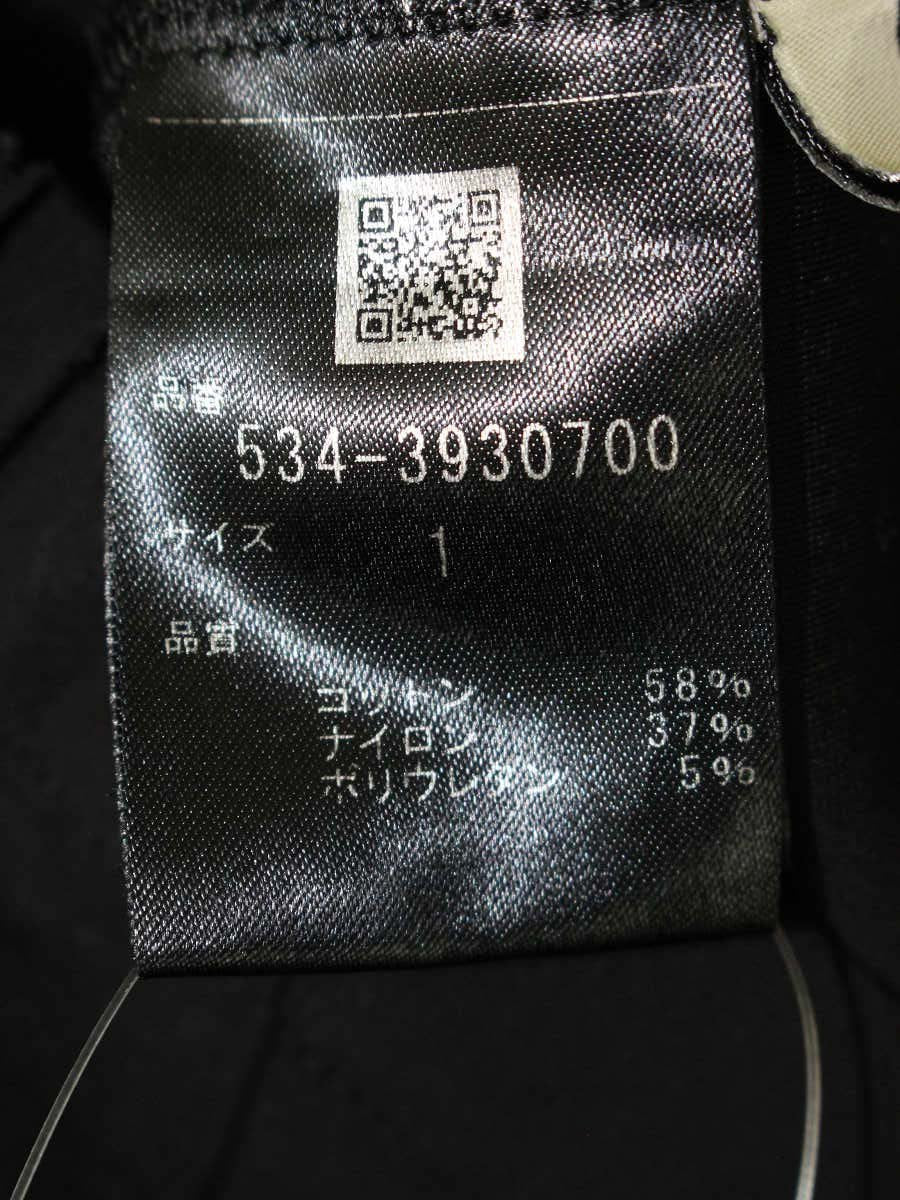 品番
534-3930700
サイズ 1
品質
コットン 58%
ナイロン 37%
ポリウレタン 5%